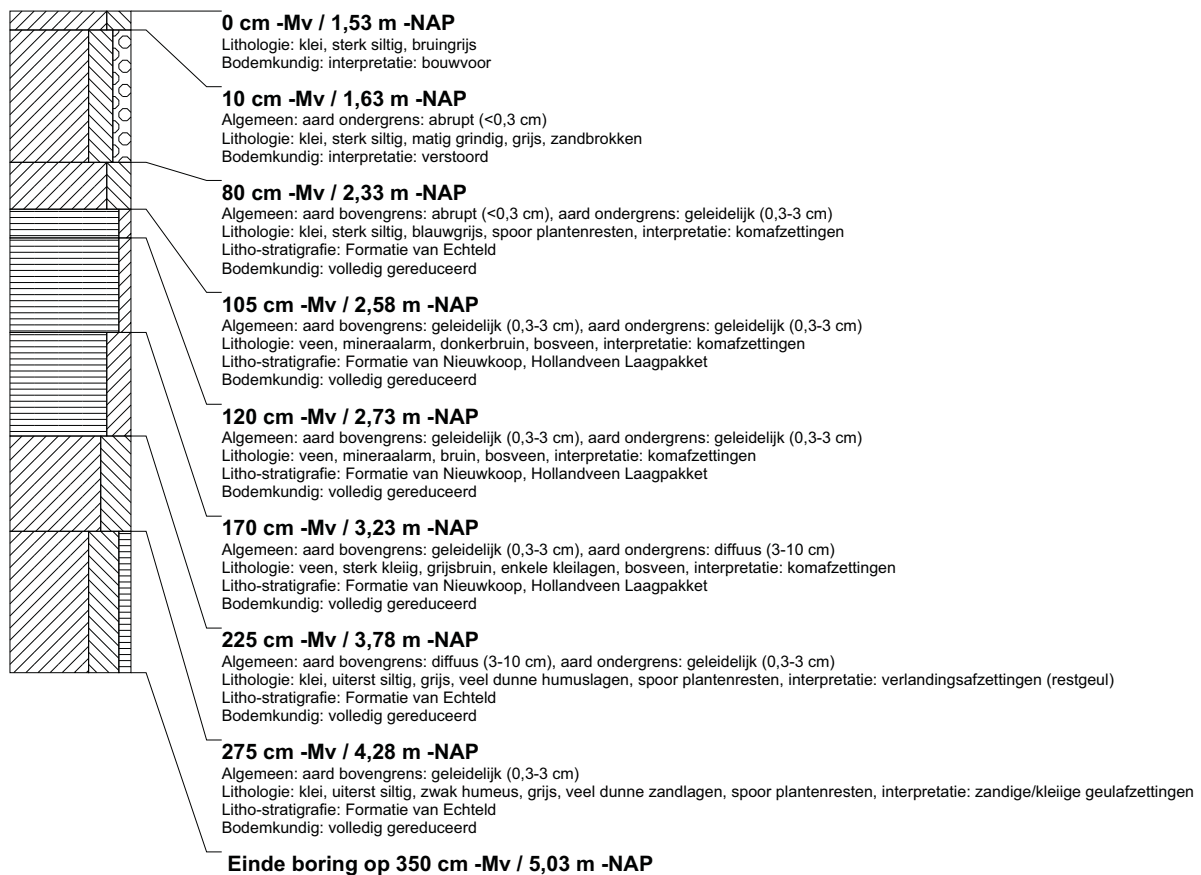 0 cm -Mv / 1,53 m -NAP
Lithologie: klei, sterk siltig, bruingrijs
Bodemkundig: interpretatie: bouwvoor
10 cm -Mv / 1,63 m -NAP
Algemeen: aard ondergrens: abrupt (<0,3 cm)
Lithologie: klei, sterk siltig, matig grindig, grijs, zandbrokken
Bodemkundig: interpretatie: verstoord
80 cm -Mv / 2,33 m -NAP
Algemeen: aard bovengrens: abrupt (<0,3 cm), aard ondergrens: geleidelijk (0,3-3 cm)
Lithologie: klei, sterk siltig, blauwgrijs, spoor plantenresten, interpretatie: komafzettingen
Litho-stratigrafie: Formatie van Echteld
Bodemkundig: volledig gereduceerd
105 cm -Mv / 2,58 m -NAP
Algemeen: aard bovengrens: geleidelijk (0,3-3 cm), aard ondergrens: geleidelijk (0,3-3 cm)
Lithologie: veen, mineraalarm, donkerbruin, bosveen, interpretatie: komafzettingen
Litho-stratigrafie: Formatie van Nieuwkoop, Hollandveen Laagpakket
Bodemkundig: volledig gereduceerd
120 cm -Mv / 2,73 m -NAP
Algemeen: aard bovengrens: geleidelijk (0,3-3 cm), aard ondergrens: geleidelijk (0,3-3 cm)
Lithologie: veen, mineraalarm, bruin, bosveen, interpretatie: komafzettingen
Litho-stratigrafie: Formatie van Nieuwkoop, Hollandveen Laagpakket
Bodemkundig: volledig gereduceerd
170 cm -Mv / 3,23 m -NAP
Algemeen: aard bovengrens: geleidelijk (0,3-3 cm), aard ondergrens: diffuus (3-10 cm)
Lithologie: veen, sterk kleiig, grijsbruin, enkele kleilagen, bosveen, interpretatie: komafzettingen
Litho-stratigrafie: Formatie van Nieuwkoop, Hollandveen Laagpakket
Bodemkundig: volledig gereduceerd
225 cm -Mv / 3,78 m -NAP
Algemeen: aard bovengrens: diffuus (3-10 cm), aard ondergrens: geleidelijk (0,3-3 cm)
Lithologie: klei, uiterst siltig, grijs, veel dunne humuslagen, spoor plantenresten, interpretatie: verlandingsafzettingen (restgeul)
Litho-stratigrafie: Formatie van Echteld
Bodemkundig: volledig gereduceerd
275 cm -Mv / 4,28 m -NAP
Algemeen: aard bovengrens: geleidelijk (0,3-3 cm)
Lithologie: klei, uiterst siltig, zwak humeus, grijs, veel dunne zandlagen, spoor plantenresten, interpretatie: zandige/kleiige geulafzettingen
Litho-stratigrafie: Formatie van Echteld
Bodemkundig: volledig gereduceerd
Einde boring op 350 cm -Mv / 5,03 m -NAP